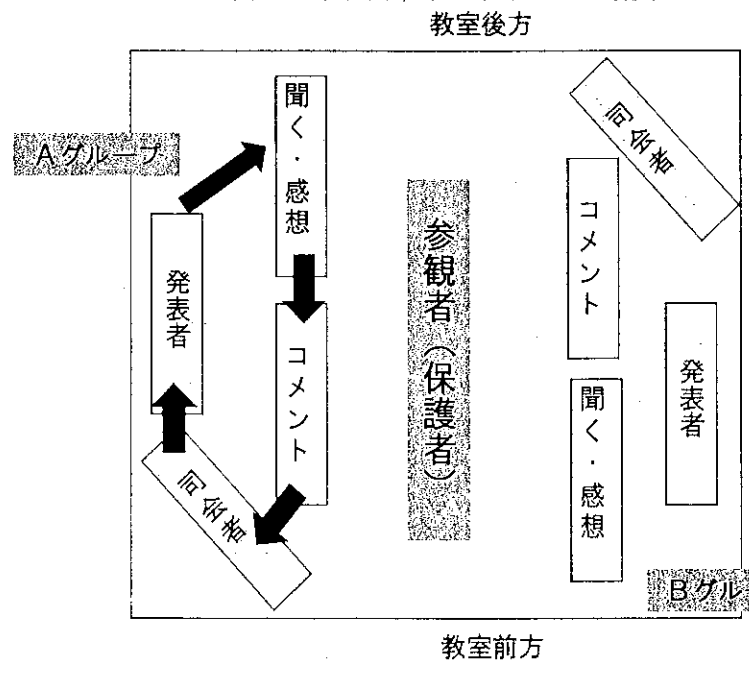 教室後方
聞く・感想
Aグループ
司会者
コメント
発表者
参観者（保護者）
コメント
発表者
聞く・感想
司会者
Bグル
教室前方